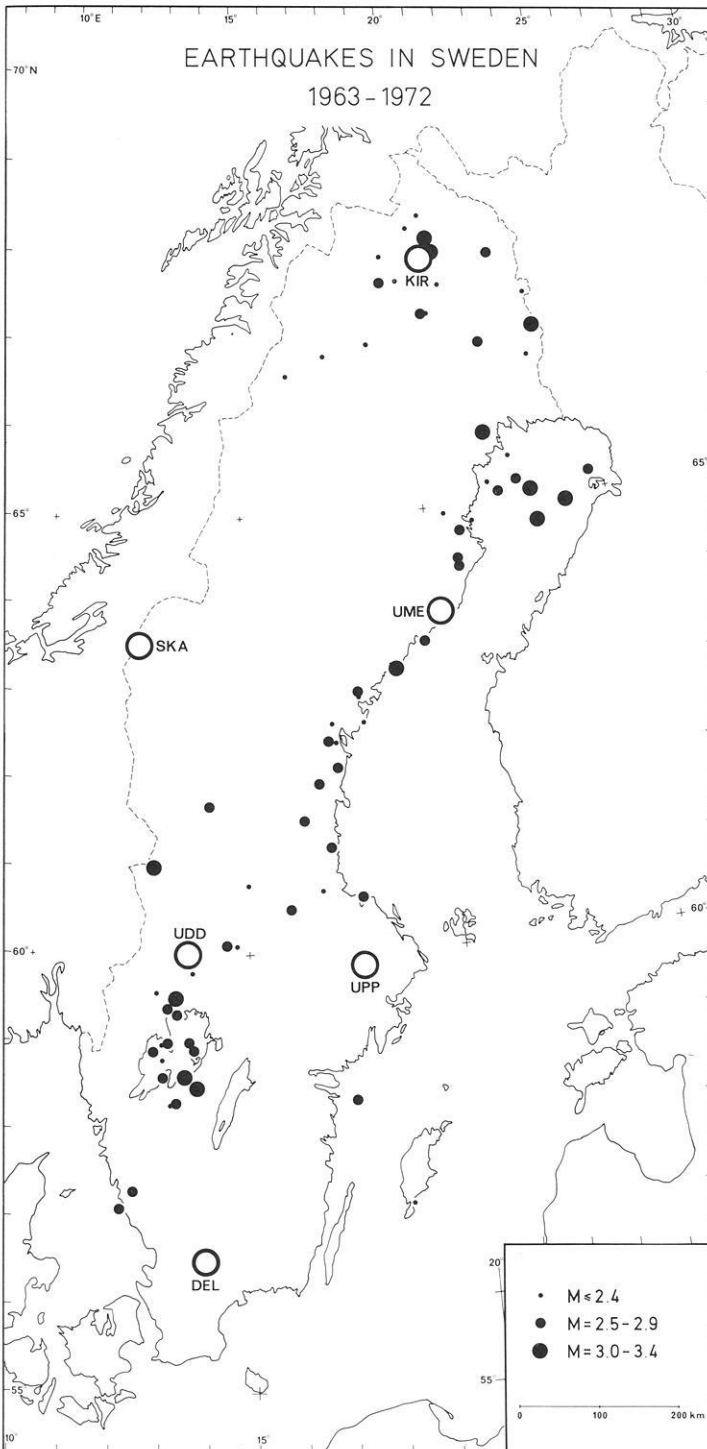 10°E
15°
20°
25°
30°
EARTHQUAKES IN SWEDEN
1963-1972
70°N
KIR
65°
65°
UME
SKA
60°
UDD
60°
UPP
DEL
20°
M≤2.4
M=2.5-2.9
M=3.0-3.4
55°
55°
0 100 200 km
10°
15°